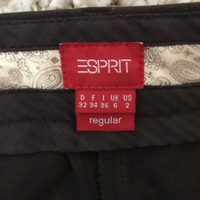 ESPRIT
D F I UK US
32 34 36 6 2
regular